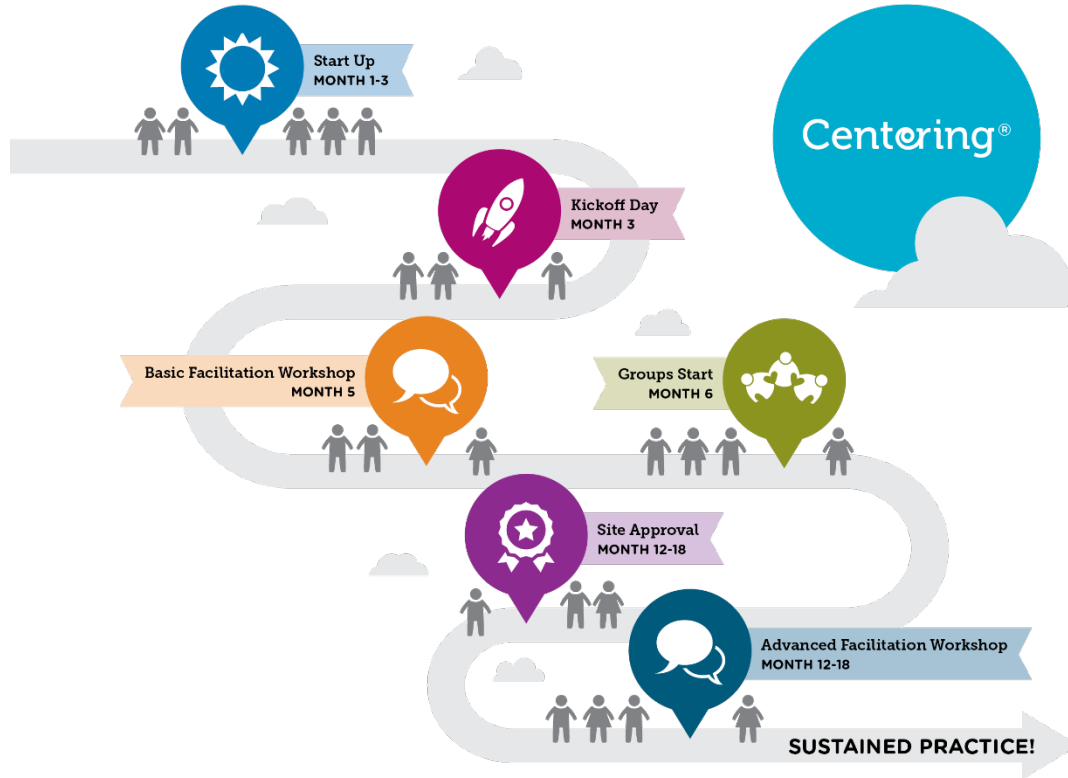 Start Up
MONTH 1-3
Centering®
Kickoff Day
MONTH 3
Basic Facilitation Workshop
MONTH 5
Groups Start
MONTH 6
Site Approval
MONTH 12-18
Advanced Facilitation Workshop
MONTH 12-18
SUSTAINED PRACTICE!